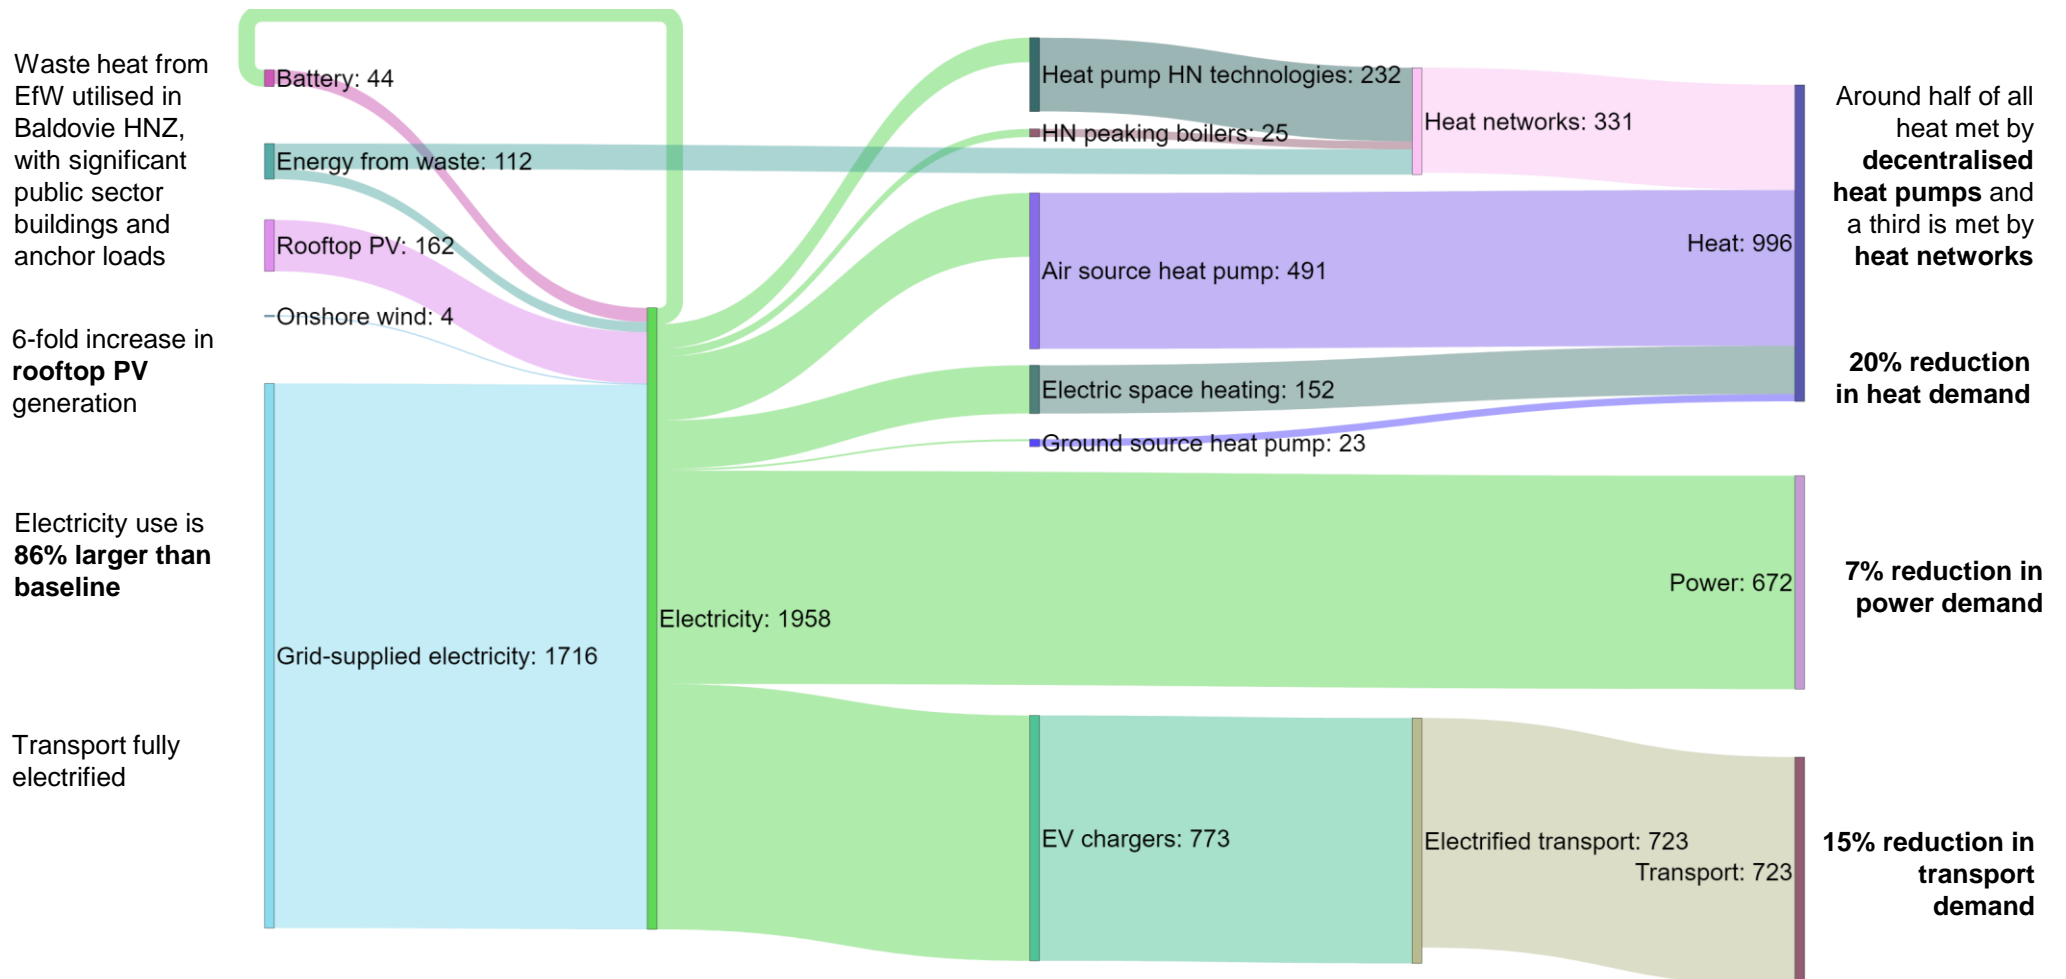 Waste heat from
EfW utilised in
Baldovie HNZ,
with significant
public sector
buildings and
anchor loads
6-fold increase in
rooftop PV
generation
Electricity use is
86% larger than
baseline
Transport fully
electrified
Battery: 44
Energy from waste: 112
Rooftop PV: 162
Onshore wind: 4
Grid-supplied electricity: 1716
Electricity: 1958
Heat pump HN technologies: 232
HN peaking boilers: 25
Air source heat pump: 491
Electric space heating: 152
Ground source heat pump: 23
EV chargers: 773
Heat networks: 331
Electrified transport: 723
Heat: 996
Power: 672
Transport: 723
Around half of all
heat met by
decentralised
heat pumps and
a third is met by
heat networks
20% reduction
in heat demand
7% reduction in
power demand
15% reduction in
transport
demand